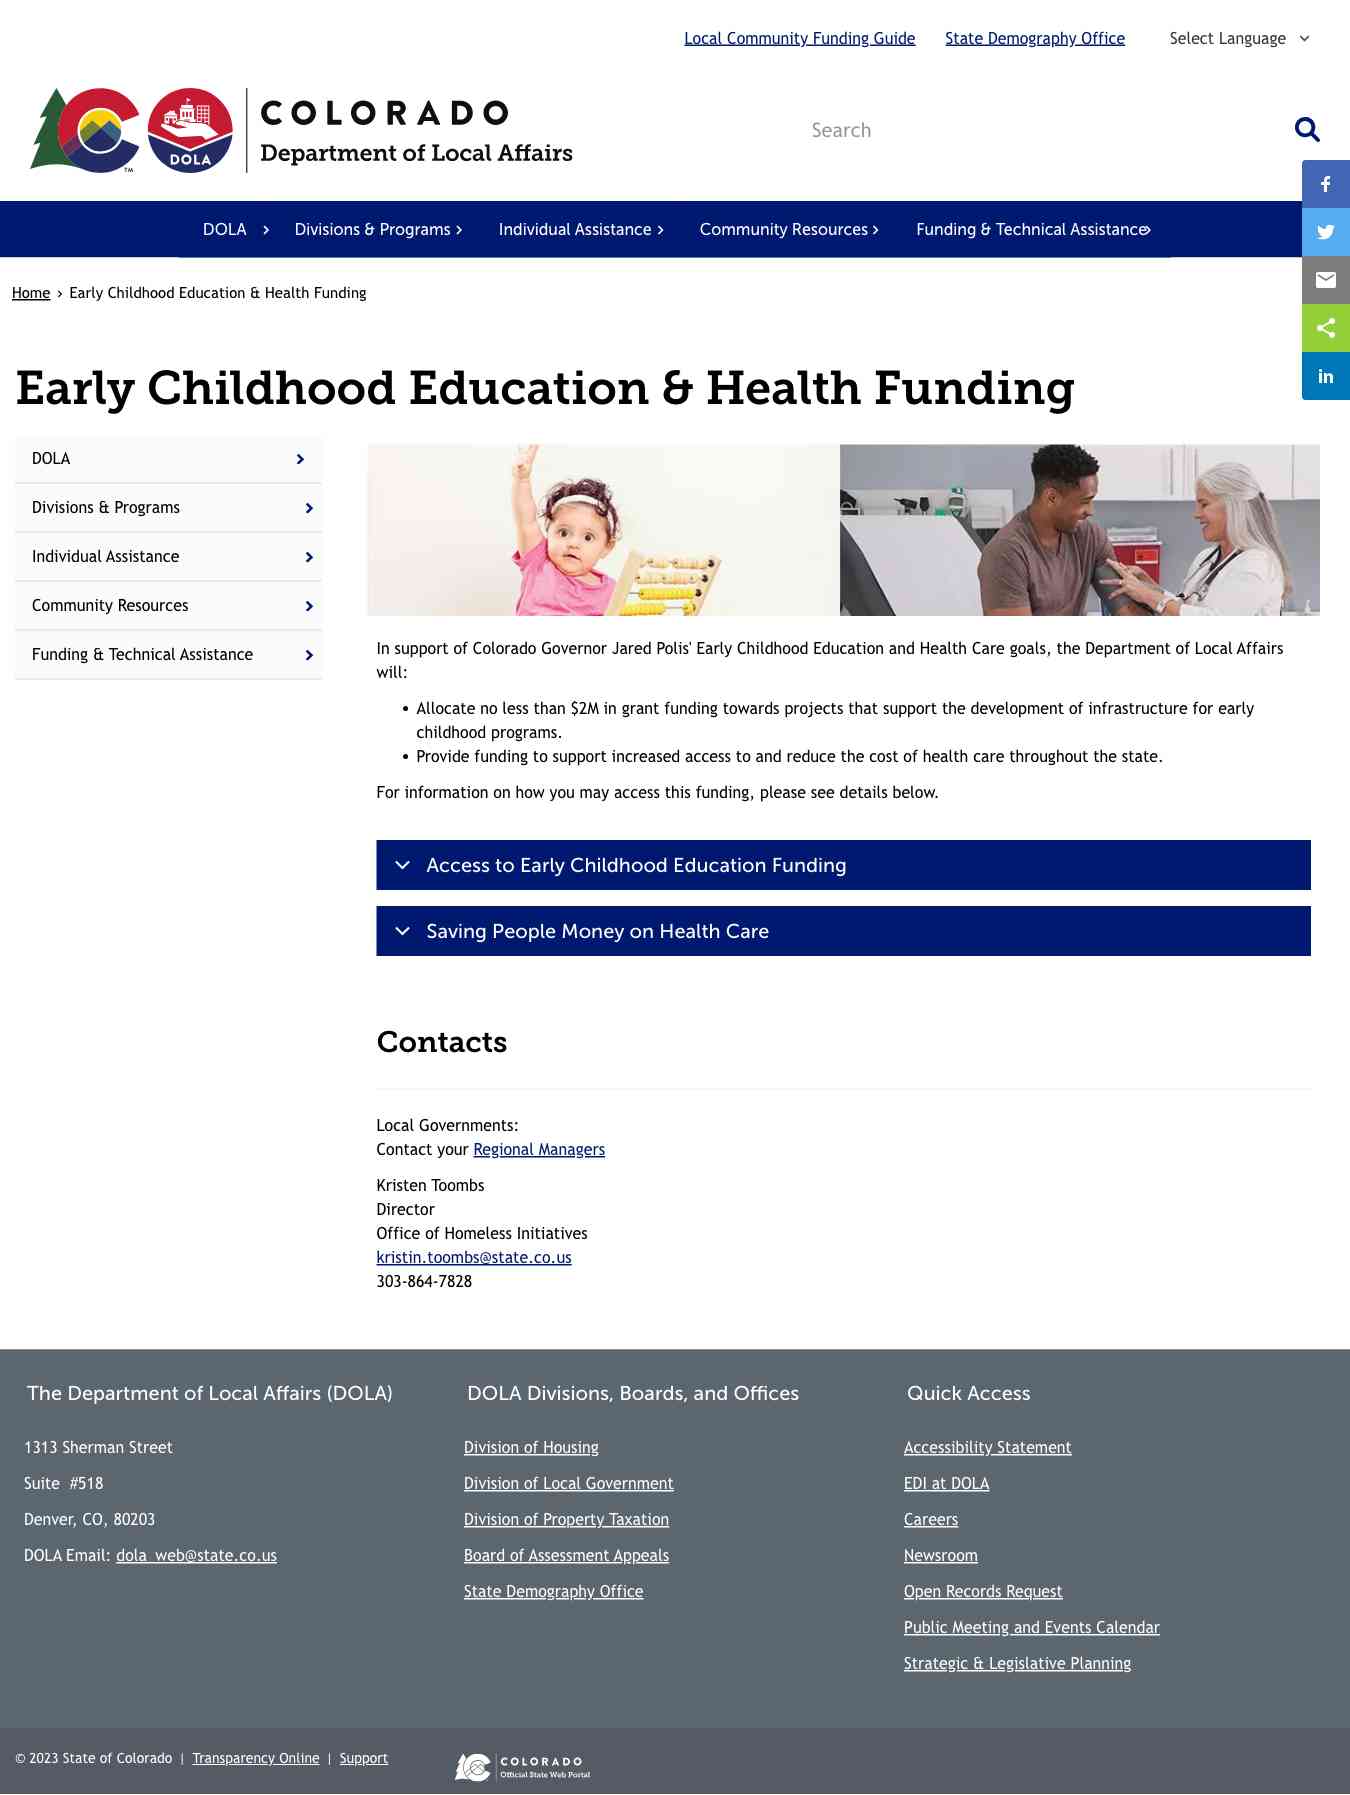 Local Community Funding Guide State Demography Office Select Language
COLORADO
Department of Local Affairs
DOLA
TM
Search
DOLA Divisions & Programs Individual Assistance Community Resources Funding & Technical Assistance
Home › Early Childhood Education & Health Funding
Early Childhood Education & Health Funding
DOLA
Divisions & Programs
Individual Assistance
Community Resources
Funding & Technical Assistance
In support of Colorado Governor Jared Polis' Early Childhood Education and Health Care goals, the Department of Local Affairs
will:
• Allocate no less than $2M in grant funding towards projects that support the development of infrastructure for early
childhood programs.
• Provide funding to support increased access to and reduce the cost of health care throughout the state.
For information on how you may access this funding, please see details below.
Access to Early Childhood Education Funding
Saving People Money on Health Care
Contacts
Local Governments:
Contact your Regional Managers
Kristen Toombs
Director
Office of Homeless Initiatives
kristin.toombs@state.co.us
303-864-7828
The Department of Local Affairs (DOLA)
1313 Sherman Street
Suite #518
Denver, CO, 80203
DOLA Email: dola_web@state.co.us
DOLA Divisions, Boards, and Offices
Division of Housing
Division of Local Government
Division of Property Taxation
Board of Assessment Appeals
State Demography Office
Quick Access
Accessibility Statement
EDI at DOLA
Careers
Newsroom
Open Records Request
Public Meeting and Events Calendar
Strategic & Legislative Planning
© 2023 State of Colorado | Transparency Online | Support
COLORADO
Official State Web Portal